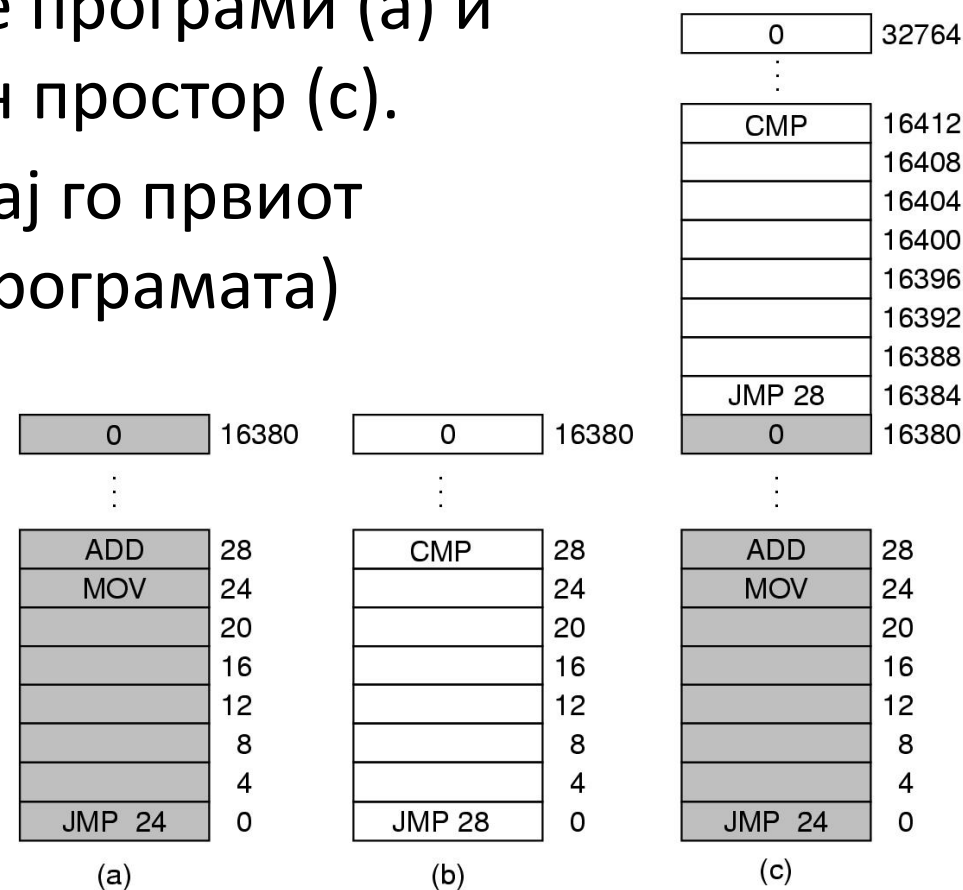 е програми (a) и
н простор (c).
ај го првиот
рограмата)
0 32764
CMP 16412
16408
16404
16400
16396
16392
16388
JMP 28 16384
0 16380
0 16380
0 16380
ADD 28
MOV 24
20
16
12
8
4
JMP 24 0
(a)
CMP 28
24
20
16
12
8
4
JMP 28 0
(b)
ADD 28
MOV 24
20
16
12
8
4
JMP 24 0
(c)